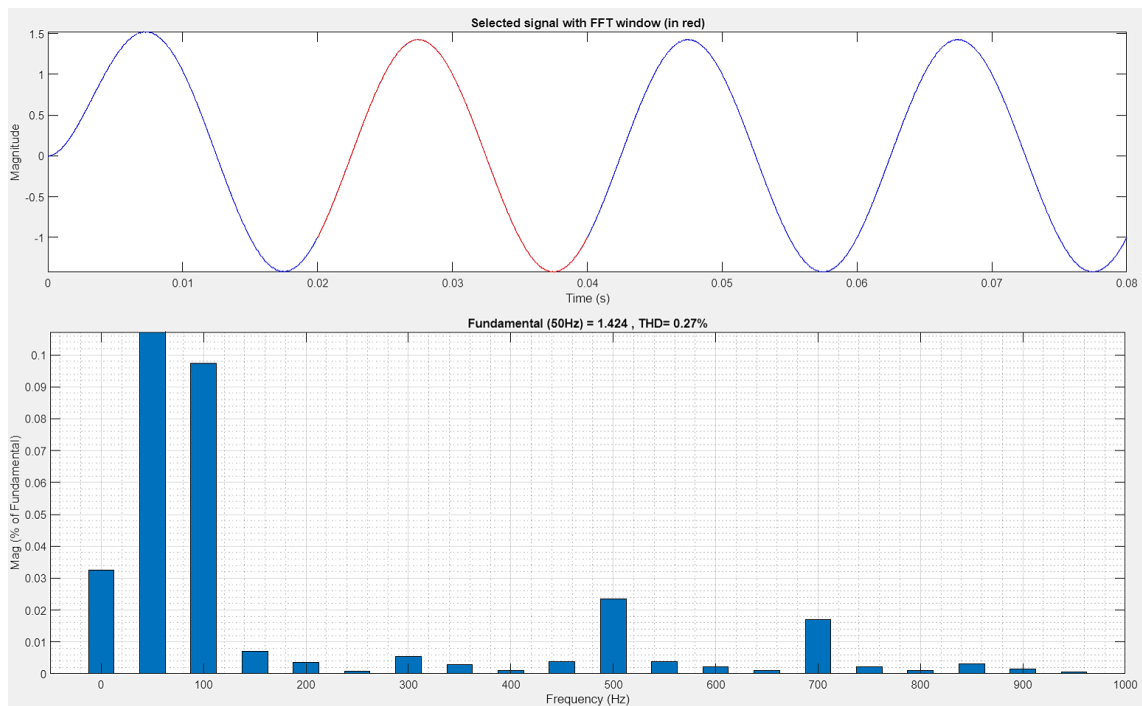 Selected signal with FFT window (in red)
1.5
1
0.5
0
-0.5
-1
Magnitude
0 0.01 0.02 0.03 0.04 0.05 0.06 0.07 0.08
Time (s)
Fundamental (50Hz) = 1.424 , THD= 0.27%
0.1
0.09
0.08
0.07
0.06
0.05
0.04
0.03
0.02
0.01
0
Mag (% of Fundamental)
0 100 200 300 400 500 600 700 800 900 1000
Frequency (Hz)